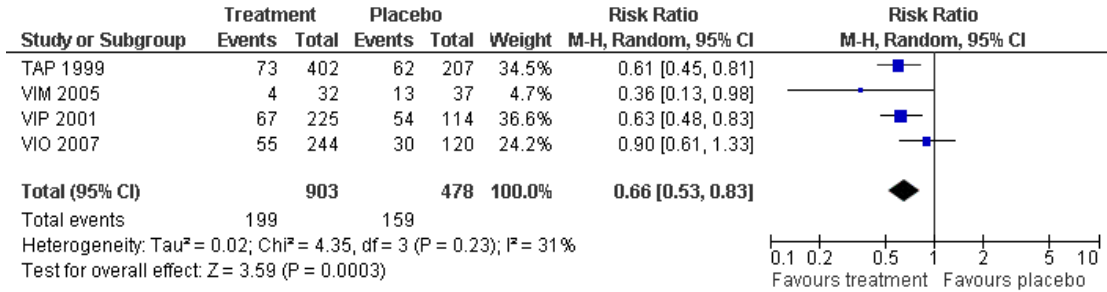 Treatment Placebo Risk Ratio Risk Ratio
Study or Subgroup Events Total Events Total Weight M-H, Random, 95% CI M-H, Random, 95% CI
TAP 1999 73 402 62 207 34.5% 0.61 [0.45, 0.81]
VIM 2005 4 32 13 37 4.7% 0.36 [0.13, 0.98]
VIP 2001 67 225 54 114 36.6% 0.63 [0.48, 0.83]
VIO 2007 55 244 30 120 24.2% 0.90 [0.61, 1.33]
Total (95% CI) 903 478 100.0% 0.66 [0.53, 0.83]
Total events 199 159
Heterogeneity: Tau² = 0.02; Chi² = 4.35, df = 3 (P = 0.23); I² = 31%
Test for overall effect: Z = 3.59 (P = 0.0003)
0.1 0.2 0.5 1 2 5 10
Favours treatment Favours placebo